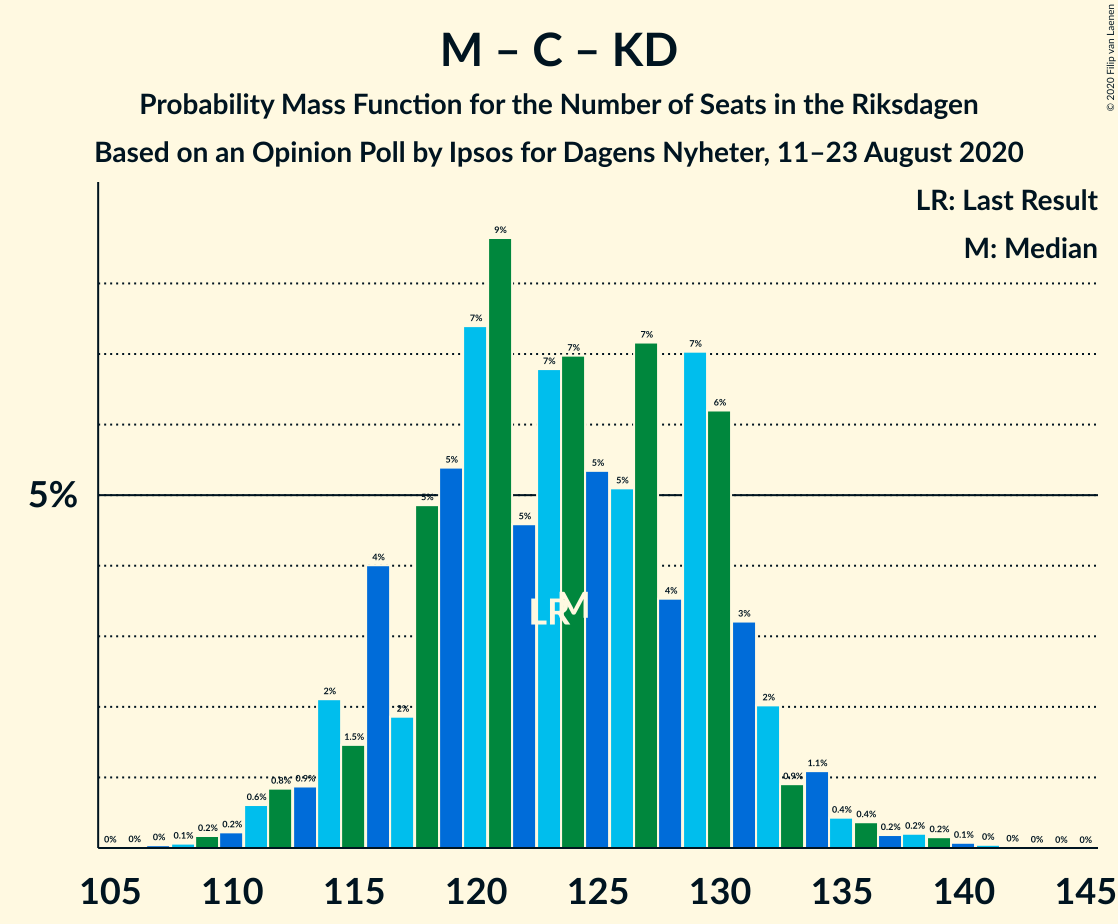 M – C – KD
Probability Mass Function for the Number of Seats in the Riksdagen
Based on an Opinion Poll by Ipsos for Dagens Nyheter, 11–23 August 2020
© 2020 Filip van Laenen
LR: Last Result
M: Median
5%
0% 0% 0% 0.1% 0.2% 0.2% 0.6% 0.8% 0.9% 2% 1.5% 4% 2% 5% 5% 7% 9% 5% 7% 7% 5% 5% 7% 4% 7% 6% 3% 2% 0.9% 1.1% 0.4% 0.4% 0.2% 0.2% 0.2% 0.1% 0% 0% 0% 0% 0%
LR M
105 110 115 120 125 130 135 140 145